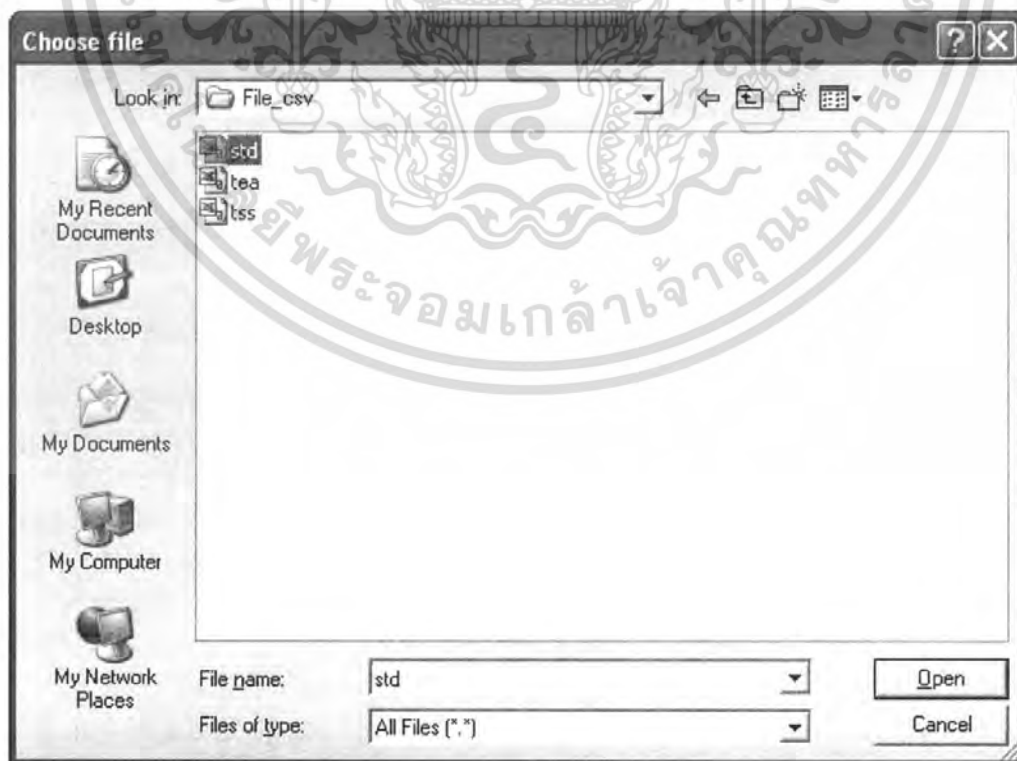 Choose file
Look in:
File_csv
std
tea
tss
My Recent
Documents
Desktop
My Documents
My Computer
My Network
Places
File name:
std
Open
Files of type:
All Files (*.*)
Cancel
พระจอมเกล้าเจ้าคุณทหาร